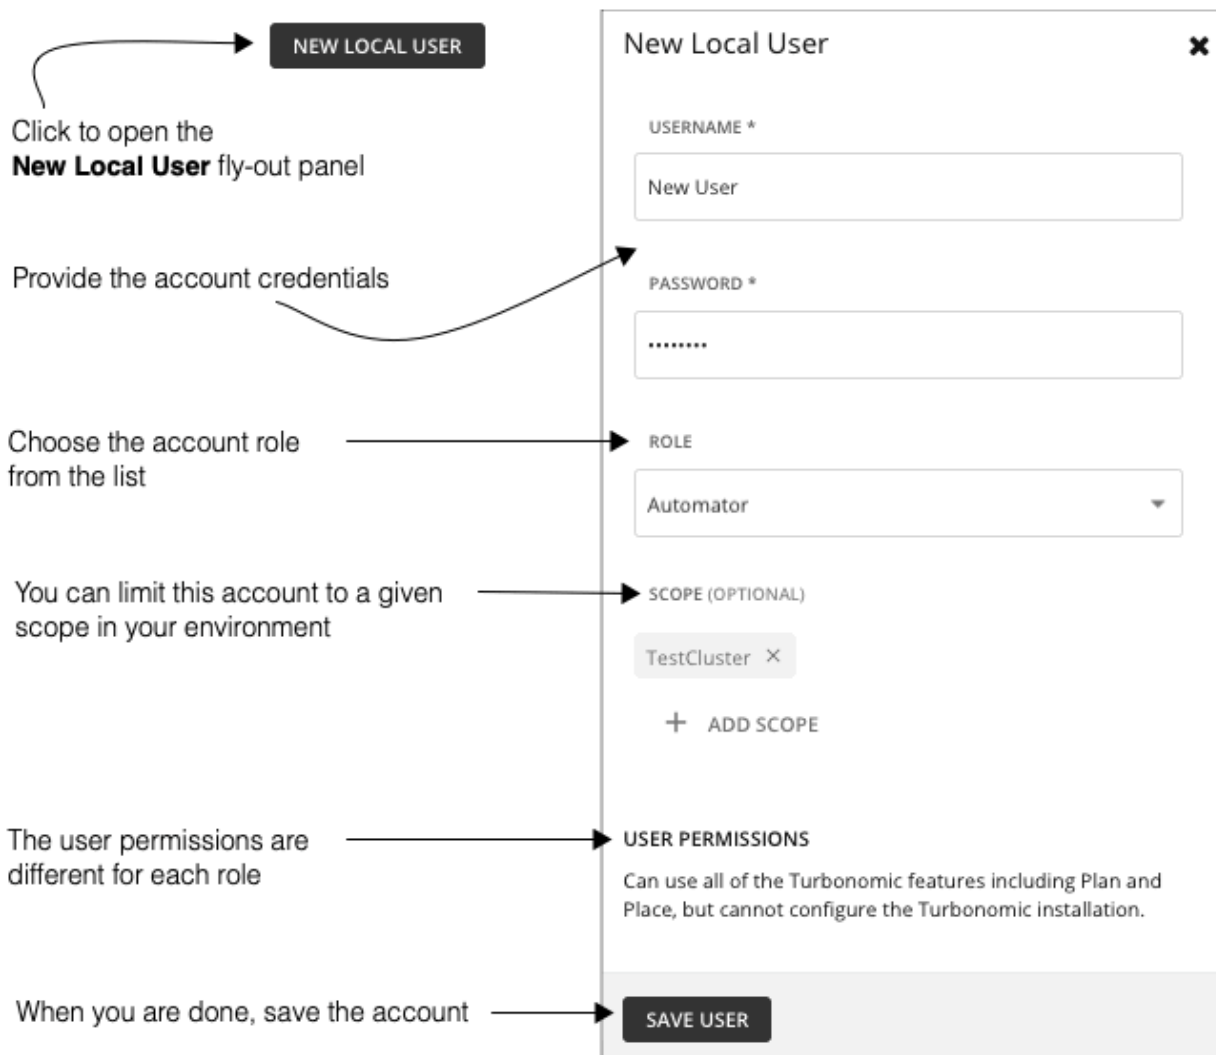 NEW LOCAL USER
Click to open the
New Local User fly-out panel
Provide the account credentials
Choose the account role
from the list
You can limit this account to a given
scope in your environment
The user permissions are
different for each role
When you are done, save the account
New Local User
USERNAME *
New User
PASSWORD *
••••••••
ROLE
Automator
SCOPE (OPTIONAL)
TestCluster ×
+ ADD SCOPE
USER PERMISSIONS
Can use all of the Turbonomic features including Plan and
Place, but cannot configure the Turbonomic installation.
SAVE USER